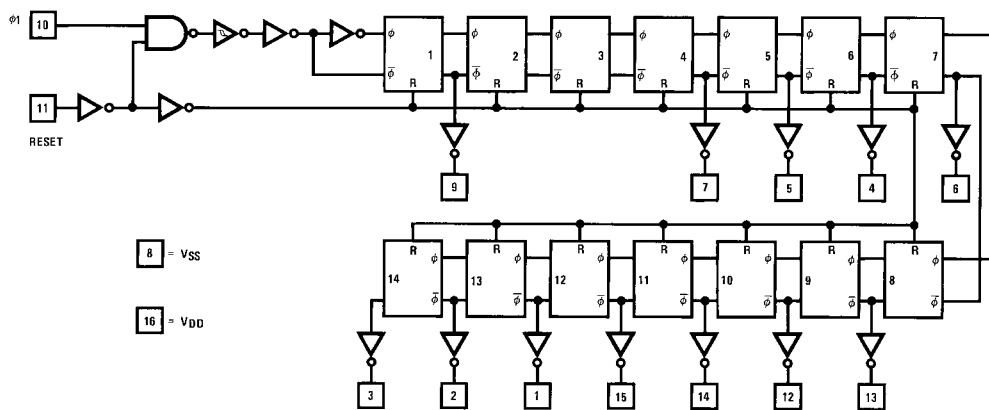 φ1 10
φ φ φ φ φ φ φ
1 2 3 4 5 6 7
φ̅ φ̅ φ̅ φ̅ φ̅ φ̅ φ̅
R R R R R R R
11
RESET
9 7 5 4 6
R R R R R R R
8 = VSS
φ φ φ φ φ φ φ
14 13 12 11 10 9 8
φ̅ φ̅ φ̅ φ̅ φ̅ φ̅ φ̅
16 = VDD
3 2 1 15 14 12 13